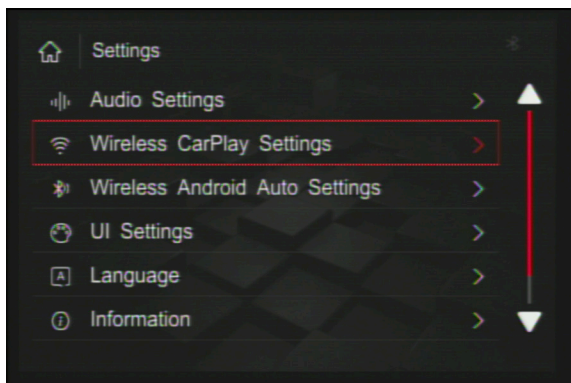 Settings
Audio Settings
Wireless CarPlay Settings
Wireless Android Auto Settings
UI Settings
A Language
Information